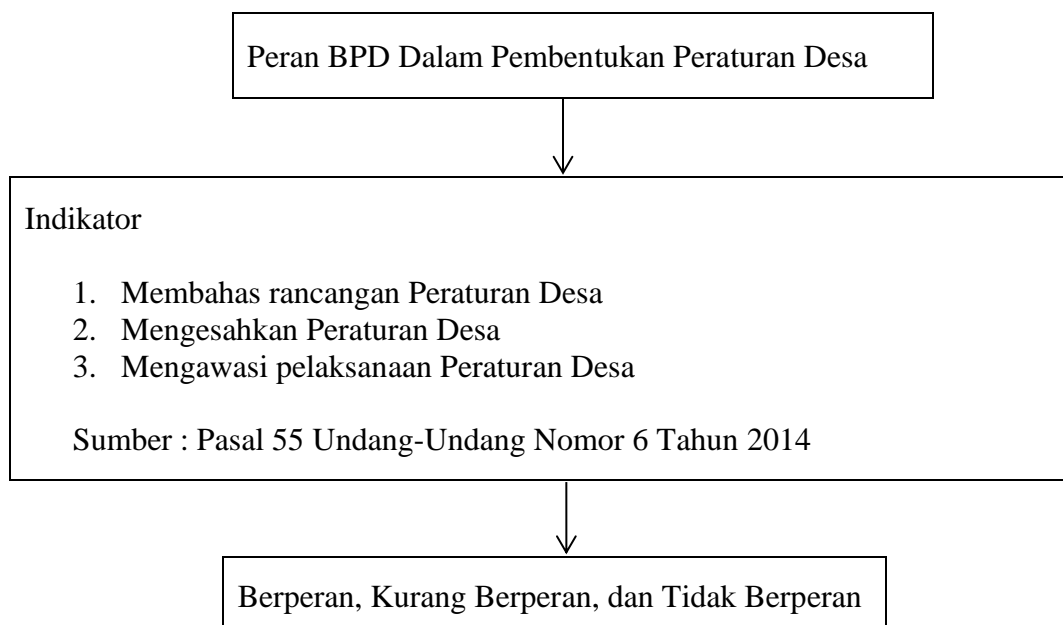 Peran BPD Dalam Pembentukan Peraturan Desa
Indikator
1. Membahas rancangan Peraturan Desa
2. Mengesahkan Peraturan Desa
3. Mengawasi pelaksanaan Peraturan Desa
Sumber : Pasal 55 Undang-Undang Nomor 6 Tahun 2014
Berperan, Kurang Berperan, dan Tidak Berperan